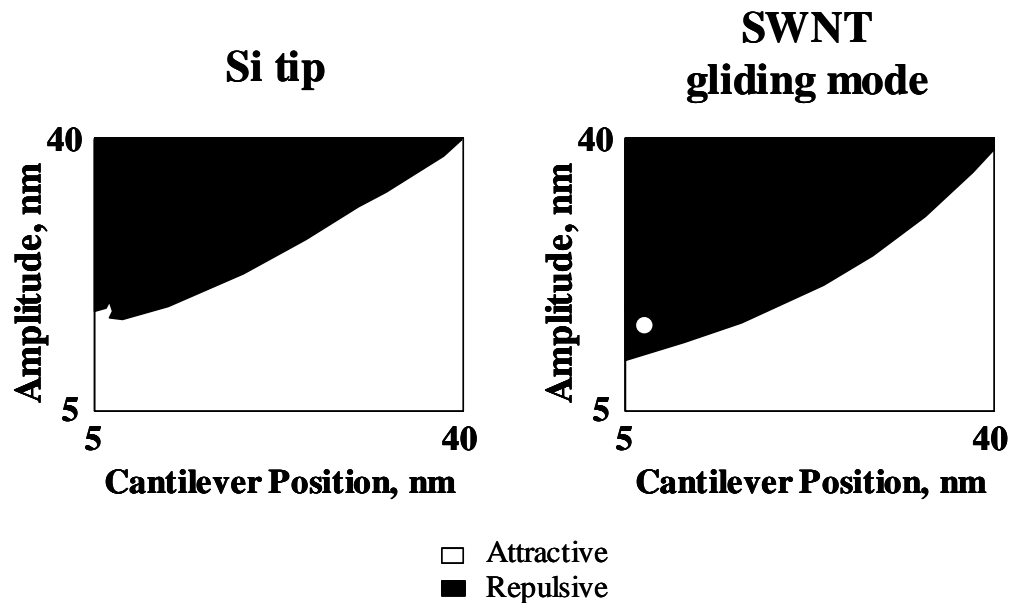 Si tip
SWNT
gliding mode
40
Amplitude, nm
5
5
40
Cantilever Position, nm
40
Amplitude, nm
5
5
40
Cantilever Position, nm
Attractive
Repulsive